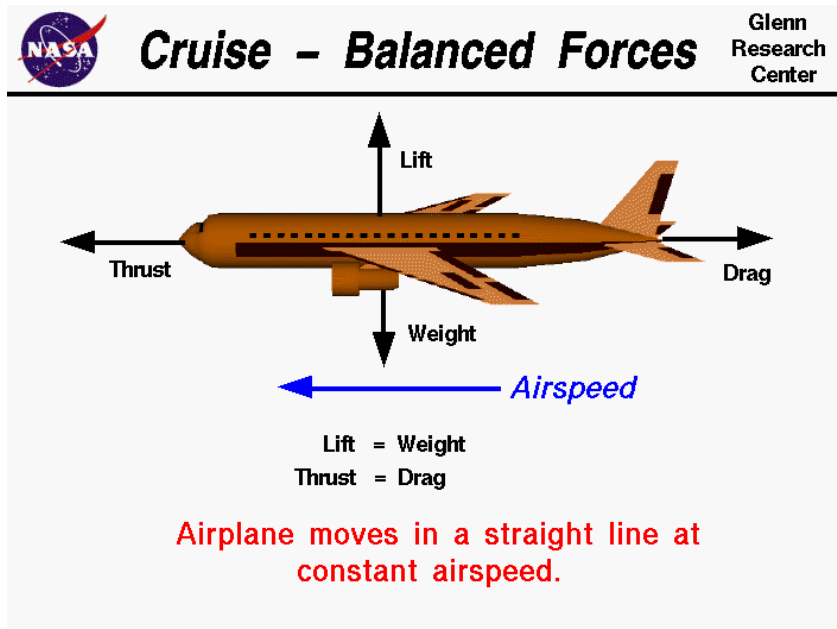 NASA
Cruise – Balanced Forces
Glenn
Research
Center
Lift
Thrust
Drag
Weight
Airspeed
Lift = Weight
Thrust = Drag
Airplane moves in a straight line at
constant airspeed.